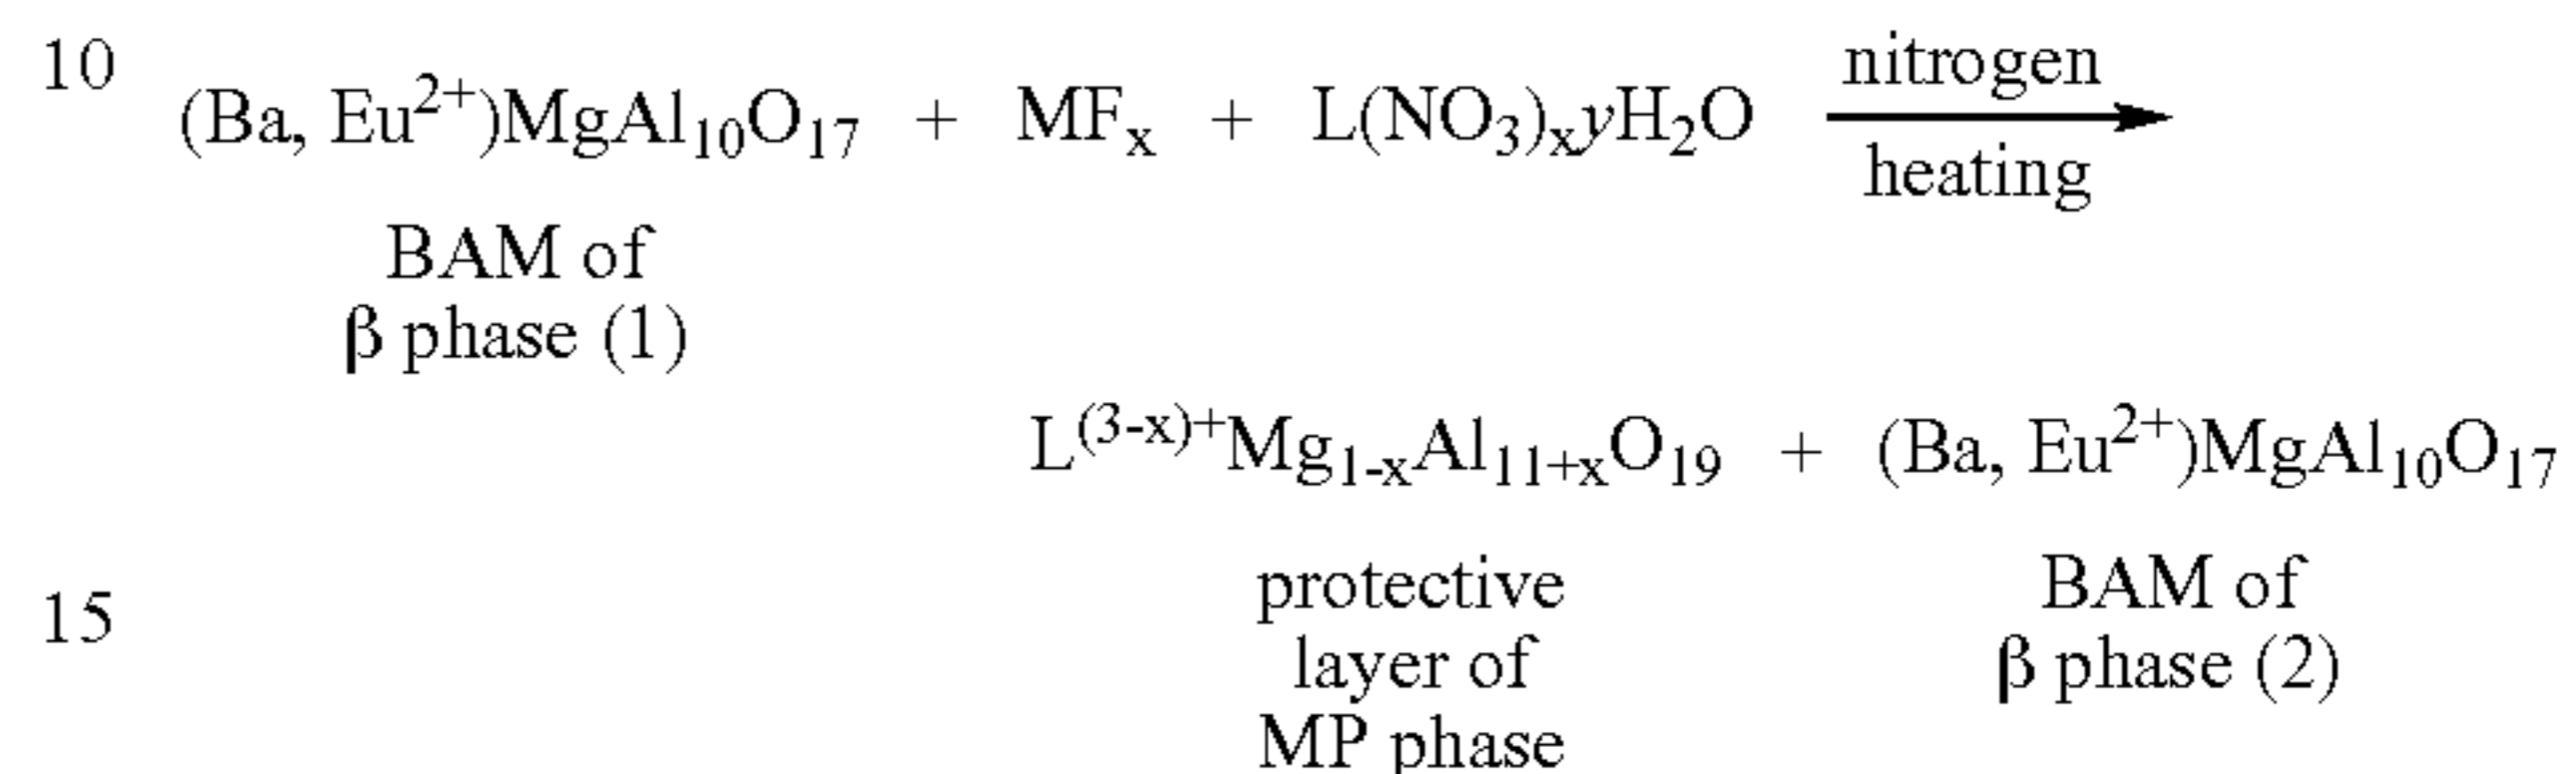 10 (Ba, Eu²⁺)MgAl₁₀O₁₇ + MFₓ + L(NO₃)ₓyH₂O nitrogen heating
BAM of
β phase (1)
L⁽³⁻ˣ⁾⁺Mg₁₋ₓAl₁₁₊ₓO₁₉ + (Ba, Eu²⁺)MgAl₁₀O₁₇
15 protective BAM of
layer of β phase (2)
MP phase